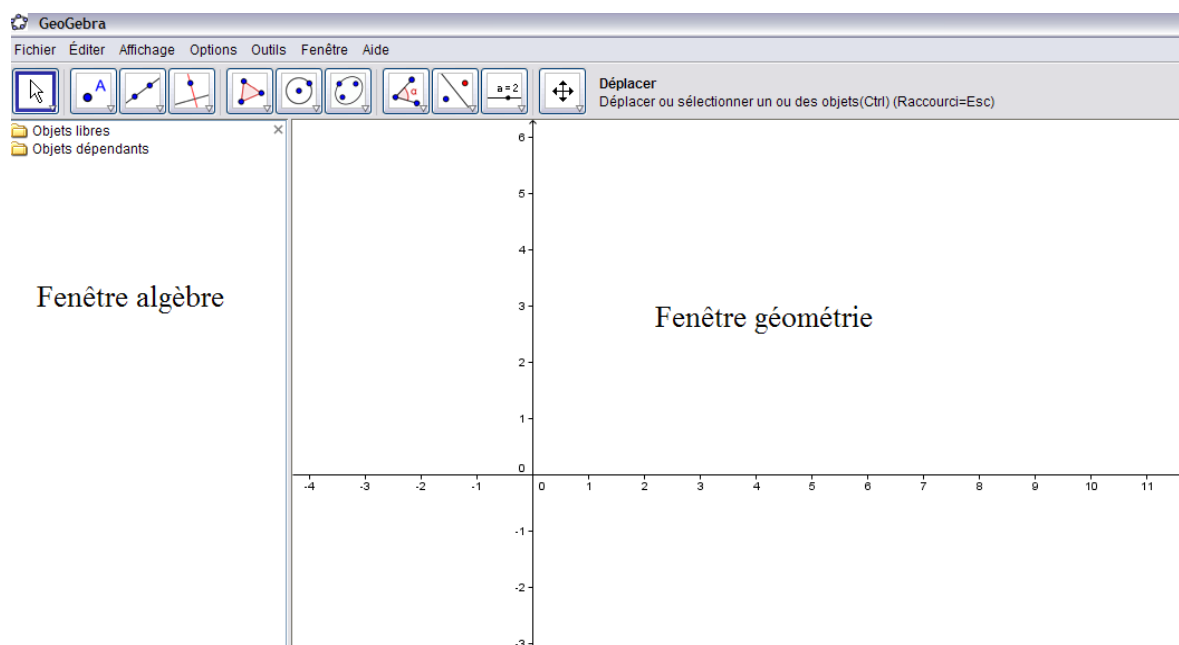 GeoGebra
Fichier Éditer Affichage Options Outils Fenêtre Aide
A
α
a=2
Déplacer
Déplacer ou sélectionner un ou des objets(Ctrl) (Raccourci=Esc)
Objets libres
Objets dépendants
Fenêtre algèbre
Fenêtre géométrie
6
5
4
3
2
1
0
-4 -3 -2 -1 0 1 2 3 4 5 6 7 8 9 10 11
-1
-2
-3